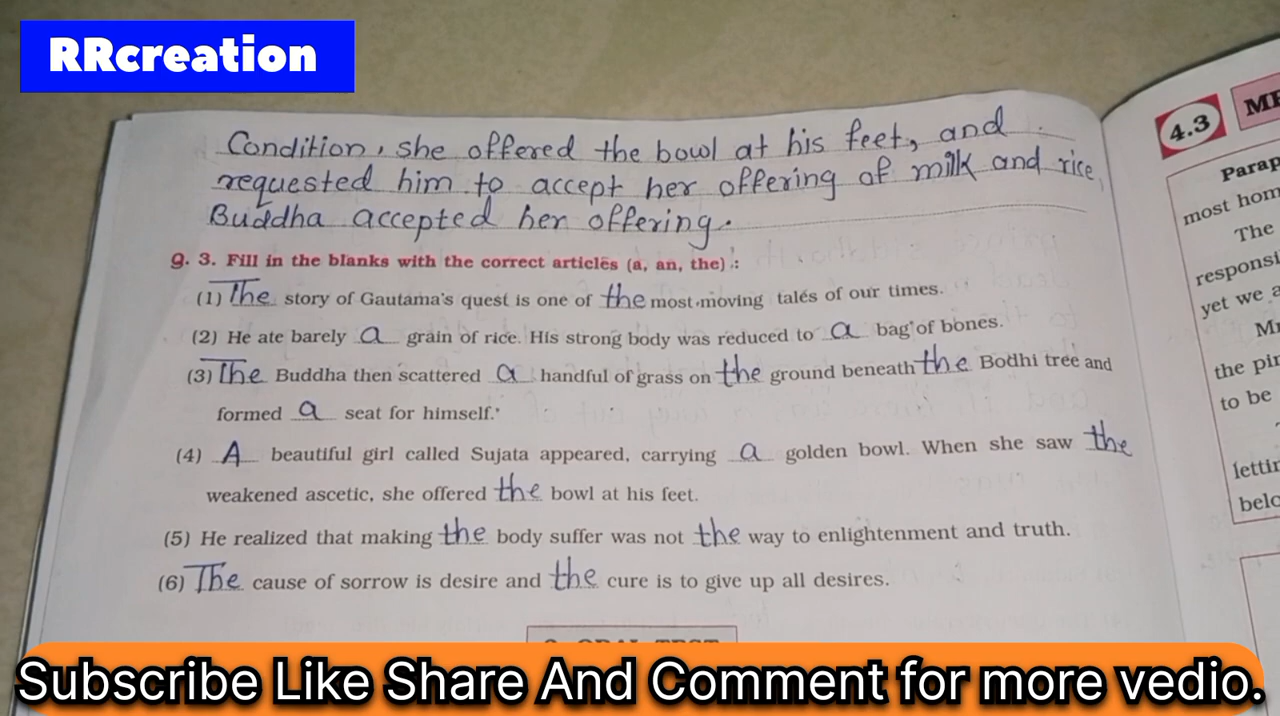 RRcreation
Condition, she offered the bowl at his feet, and
requested him to accept her offering of milk and rice,
Buddha accepted her offering.
Q. 3. Fill in the blanks with the correct articles (a, an, the) :
(1) The story of Gautama's quest is one of the most moving tales of our times.
(2) He ate barely a grain of rice. His strong body was reduced to a bag of bones.
(3) The Buddha then scattered a handful of grass on the ground beneath the Bodhi tree and
formed a seat for himself.
(4) A beautiful girl called Sujata appeared, carrying a golden bowl. When she saw the
weakened ascetic, she offered the bowl at his feet.
(5) He realized that making the body suffer was not the way to enlightenment and truth.
(6) The cause of sorrow is desire and the cure is to give up all desires.
4.3
most
The
yet we
the
to be
Subscribe Like Share And Comment for more vedio.